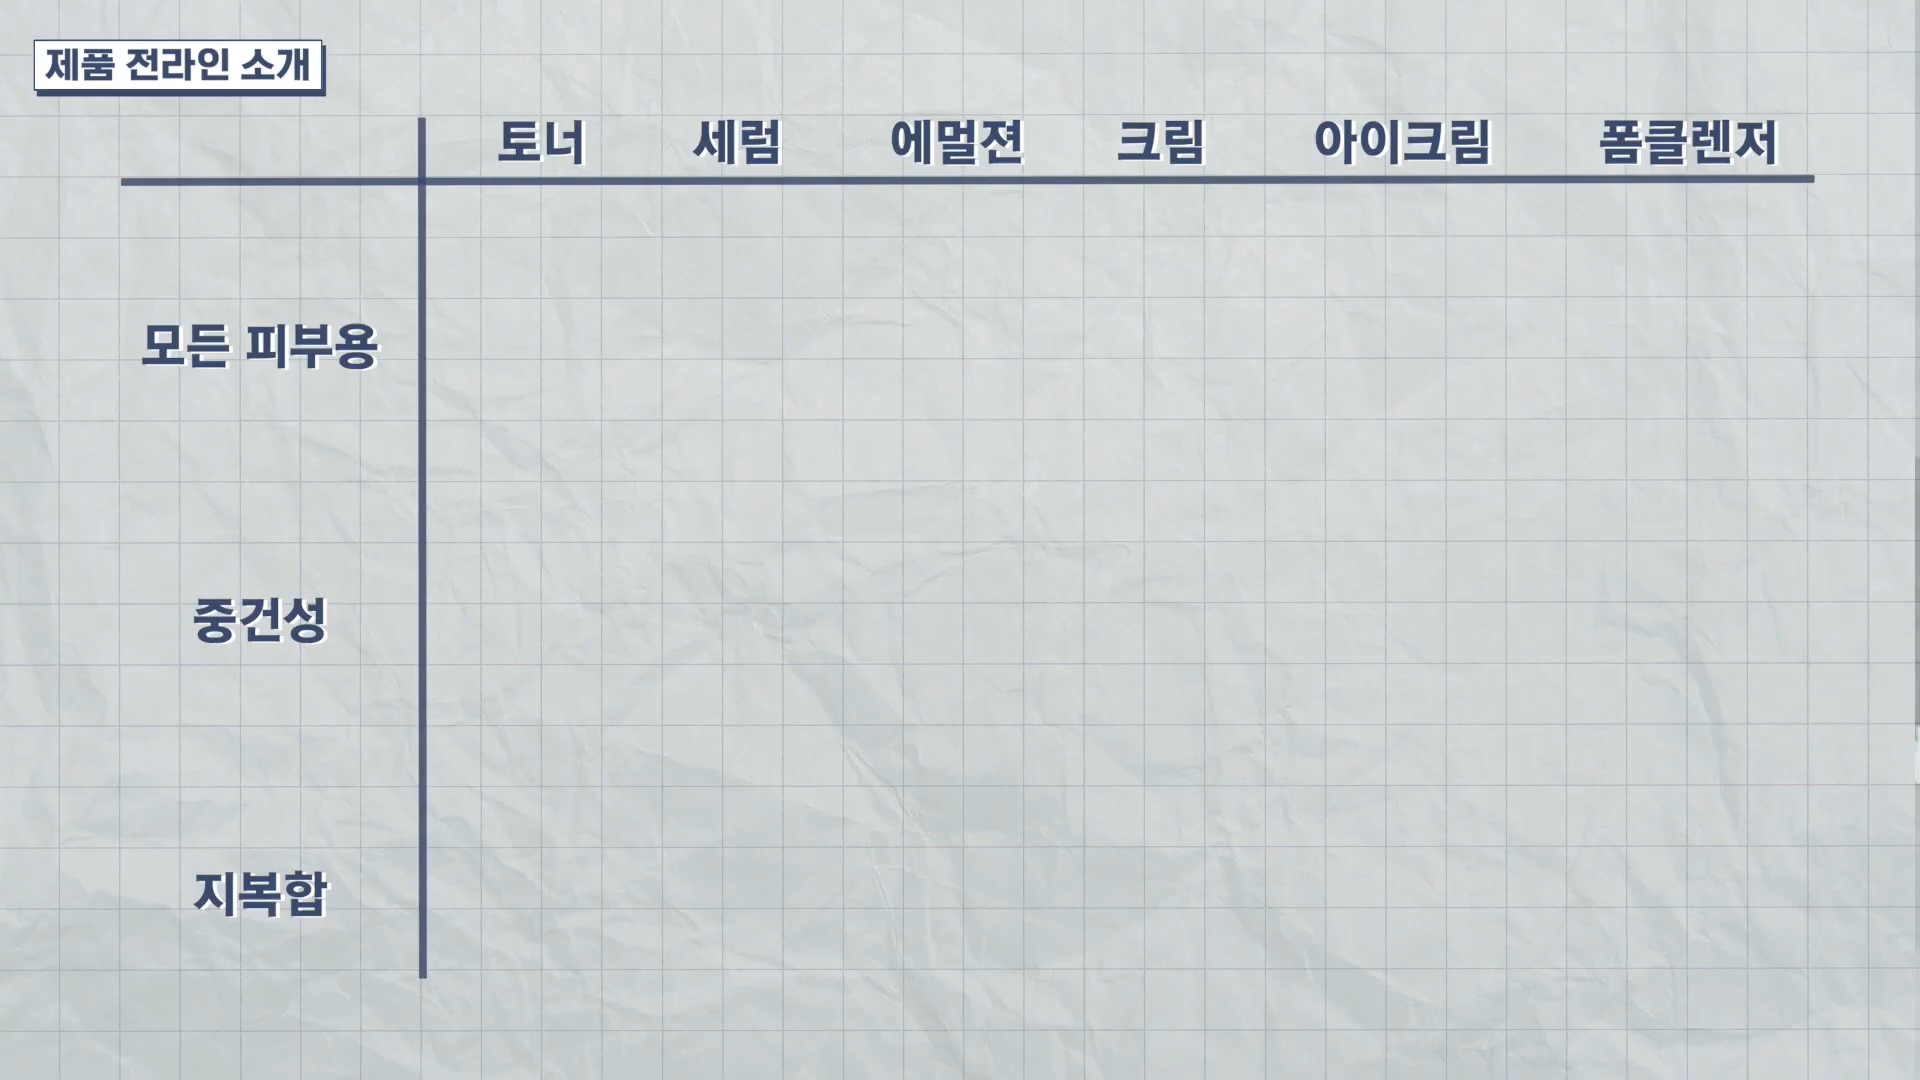 제품 전라인 소개
토너 세럼 에멀젼 크림 아이크림 폼클렌저
모든 피부용
중건성
지복합